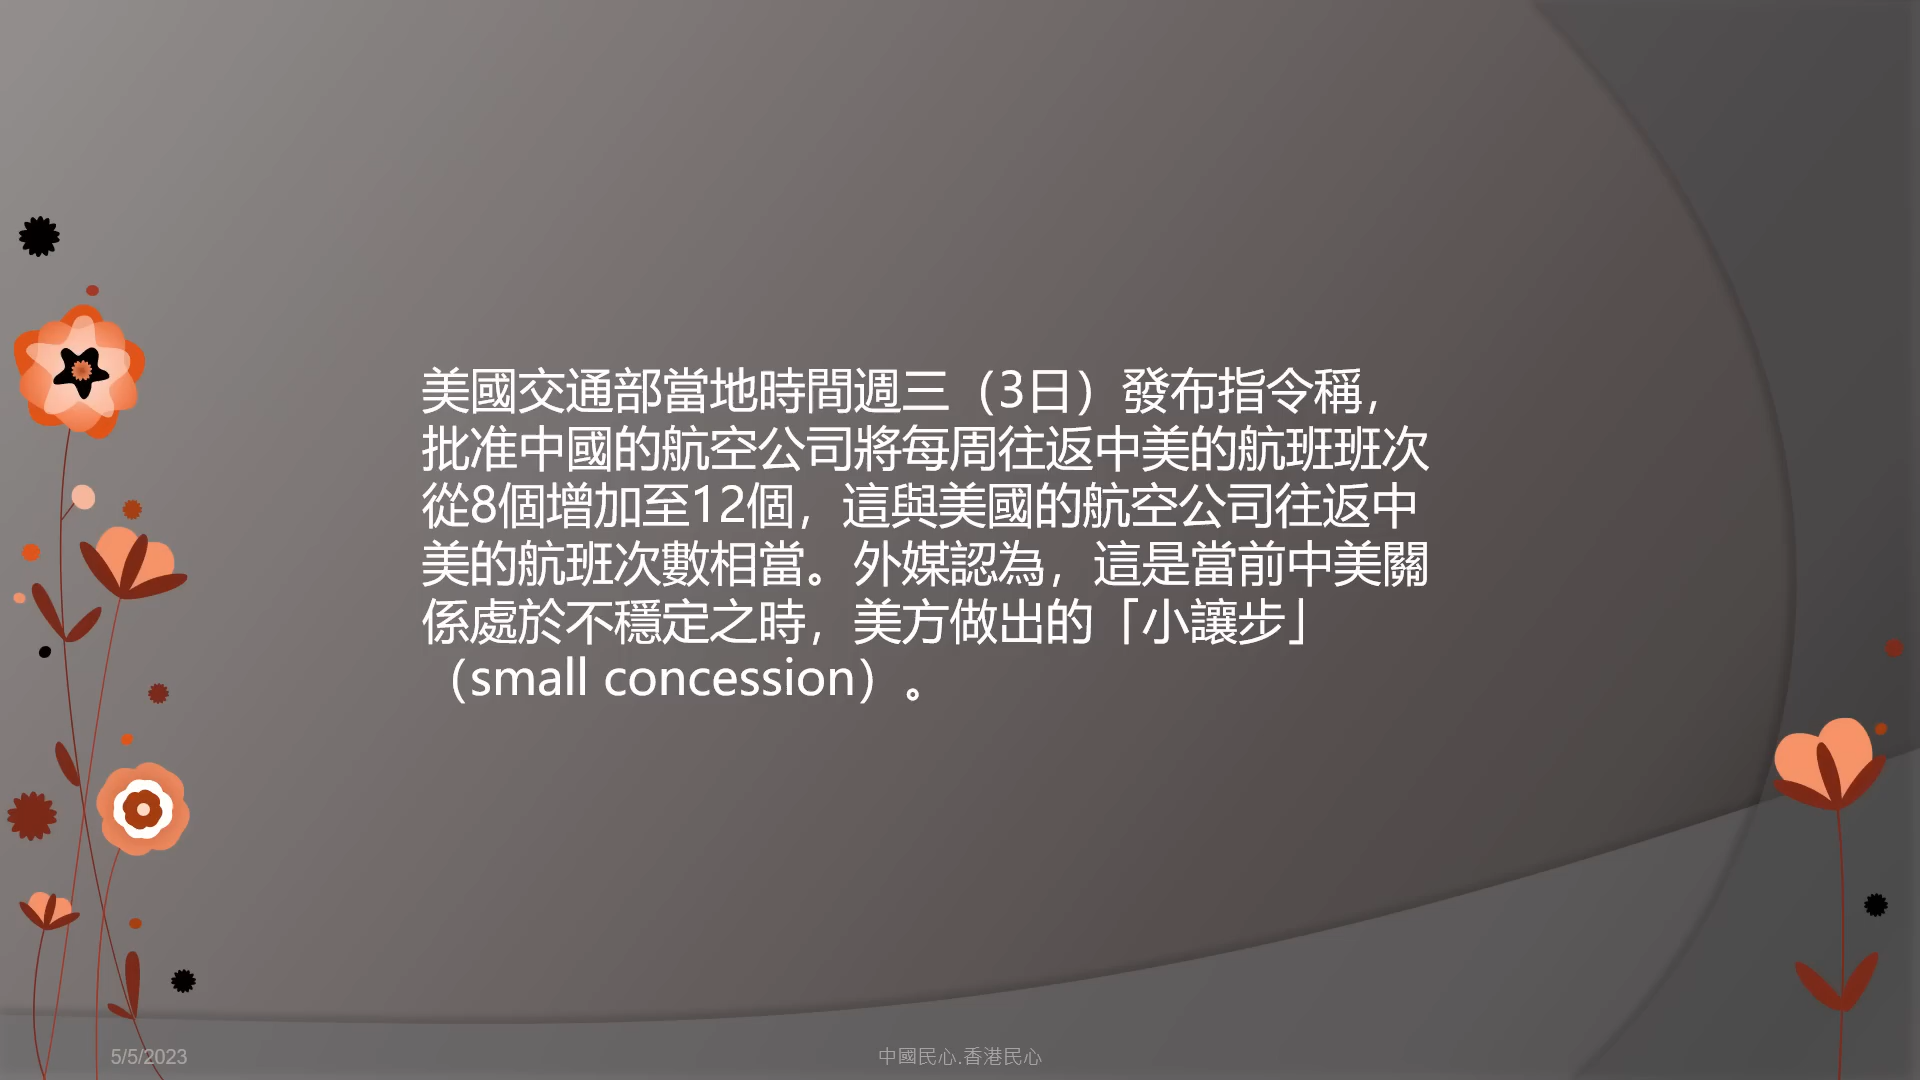 美國交通部當地時間週三（3日）發布指令稱，
批准中國的航空公司將每周往返中美的航班班次
從8個增加至12個，這與美國的航空公司往返中
美的航班次數相當。外媒認為，這是當前中美關
係處於不穩定之時，美方做出的「小讓步」
（small concession）。
5/5/2023
中國民心.香港民心